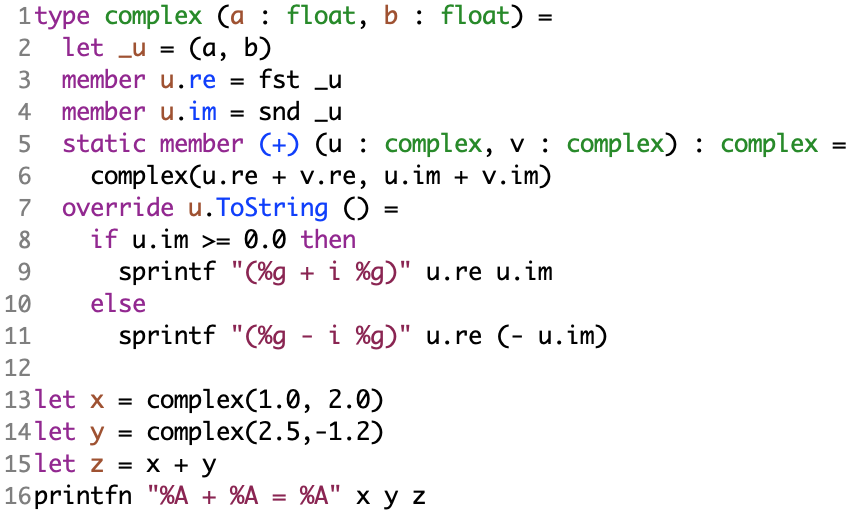 1type complex (a : float, b : float) =
2  let _u = (a, b)
3  member u.re = fst _u
4  member u.im = snd _u
5  static member (+) (u : complex, v : complex) : complex =
6    complex(u.re + v.re, u.im + v.im)
7  override u.ToString () =
8    if u.im >= 0.0 then
9      sprintf "(%g + i %g)" u.re u.im
10    else
11      sprintf "(%g - i %g)" u.re (- u.im)
12
13let x = complex(1.0, 2.0)
14let y = complex(2.5,-1.2)
15let z = x + y
16printfn "%A + %A = %A" x y z